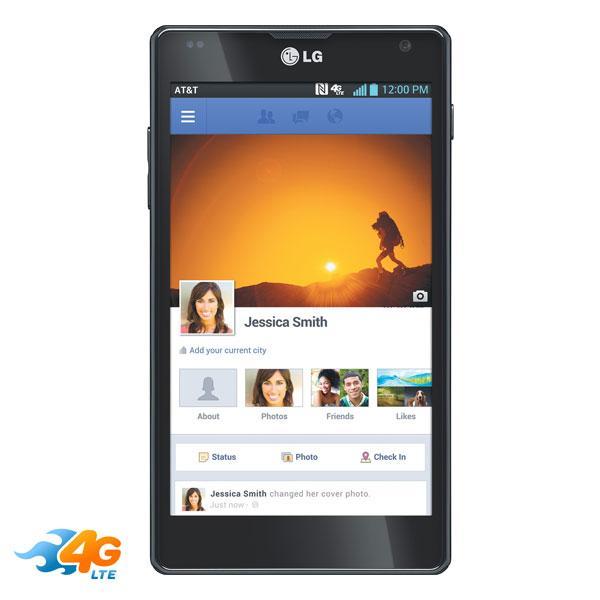 LG
AT&T 4G LTE 12:00 PM
Jessica Smith
Add your current city
About Photos Friends Likes
Status Photo Check In
Jessica Smith changed her cover photo.
Just now
4G
LTE